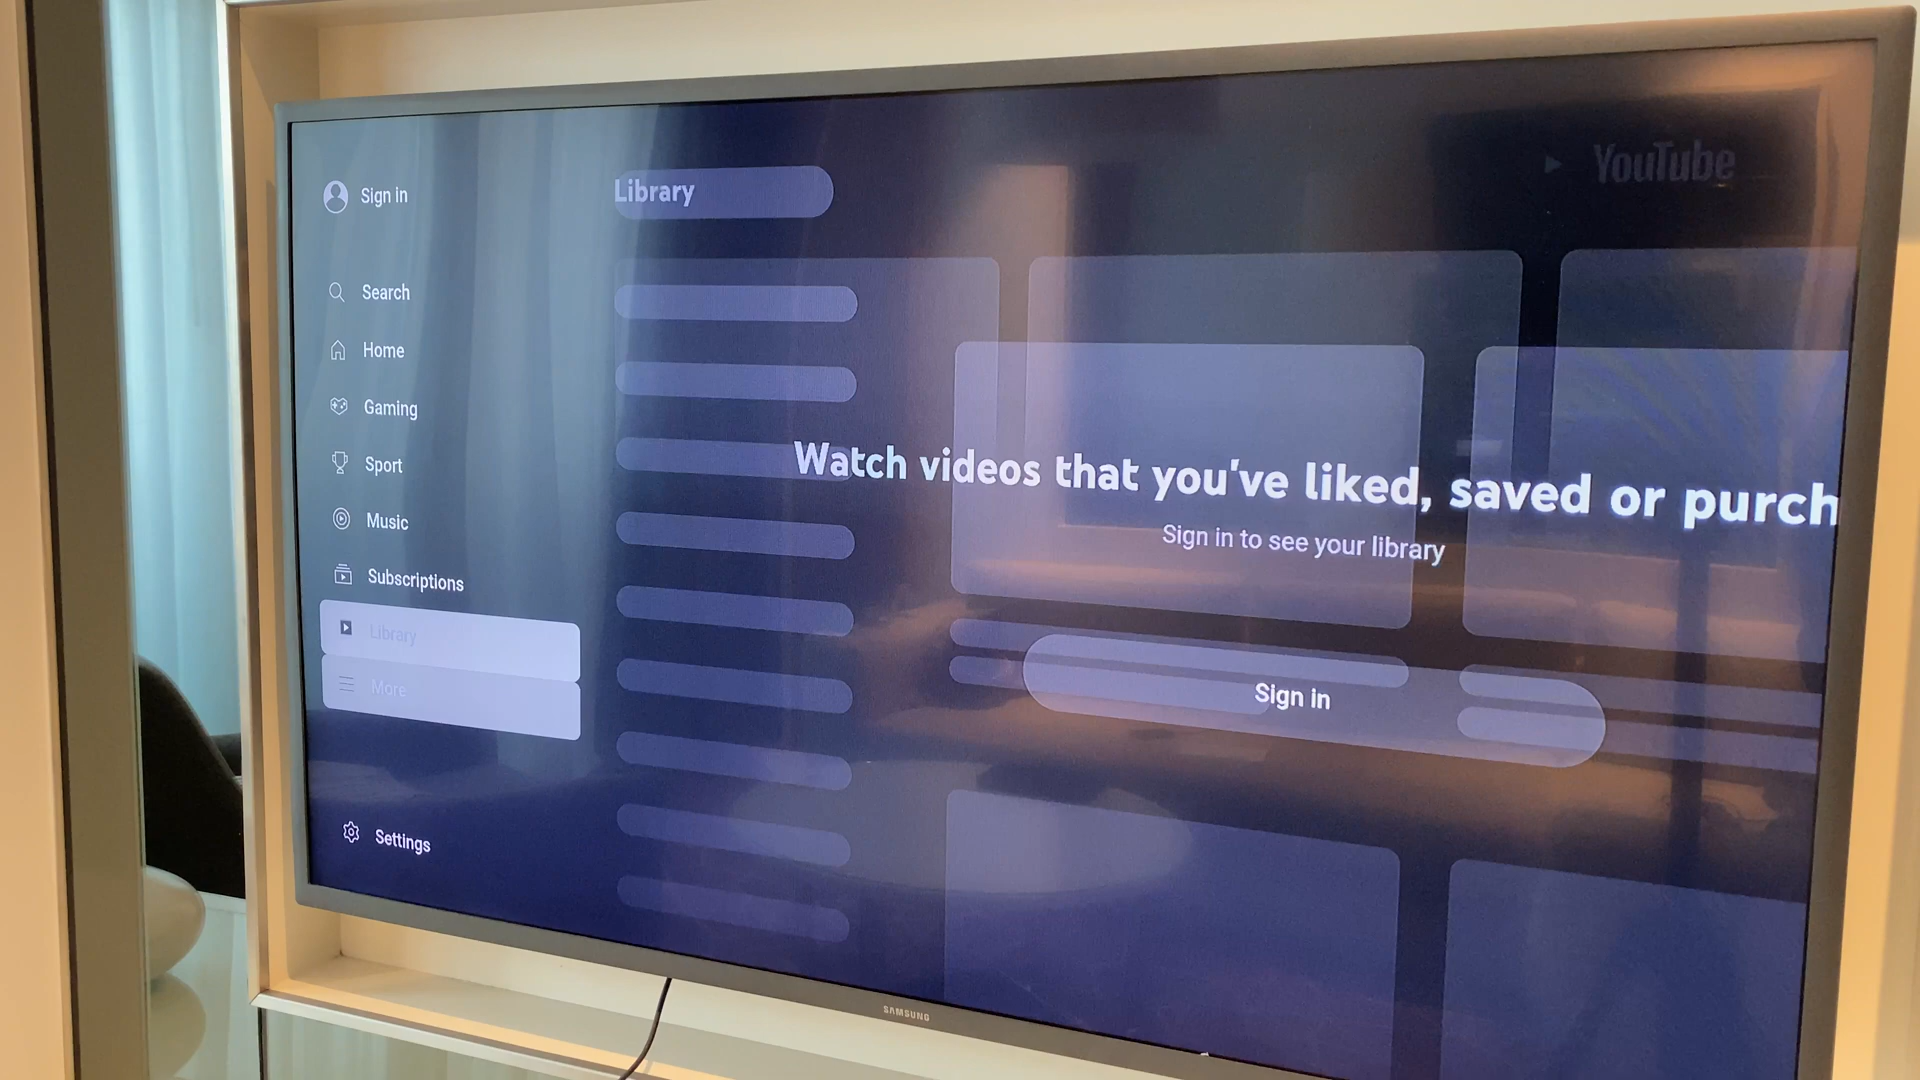 Sign in
Search
Home
Gaming
Sport
Music
Subscriptions
Library
More
Settings
Library
YouTube
Watch videos that you've liked, saved or purch
Sign in to see your library
Sign in
SAMSUNG